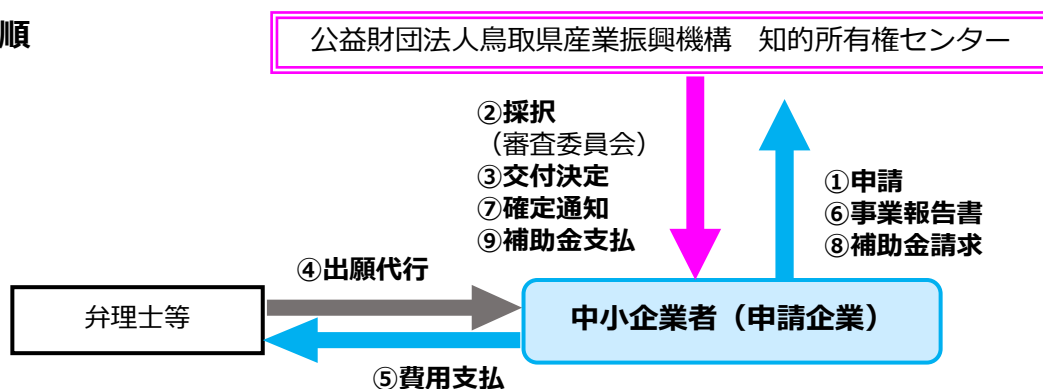 順
公益財団法人鳥取県産業振興機構　知的所有権センター
②採択
（審査委員会）
③交付決定
⑦確定通知
⑨補助金支払
①申請
⑥事業報告書
⑧補助金請求
④出願代行
弁理士等
中小企業者（申請企業）
⑤費用支払